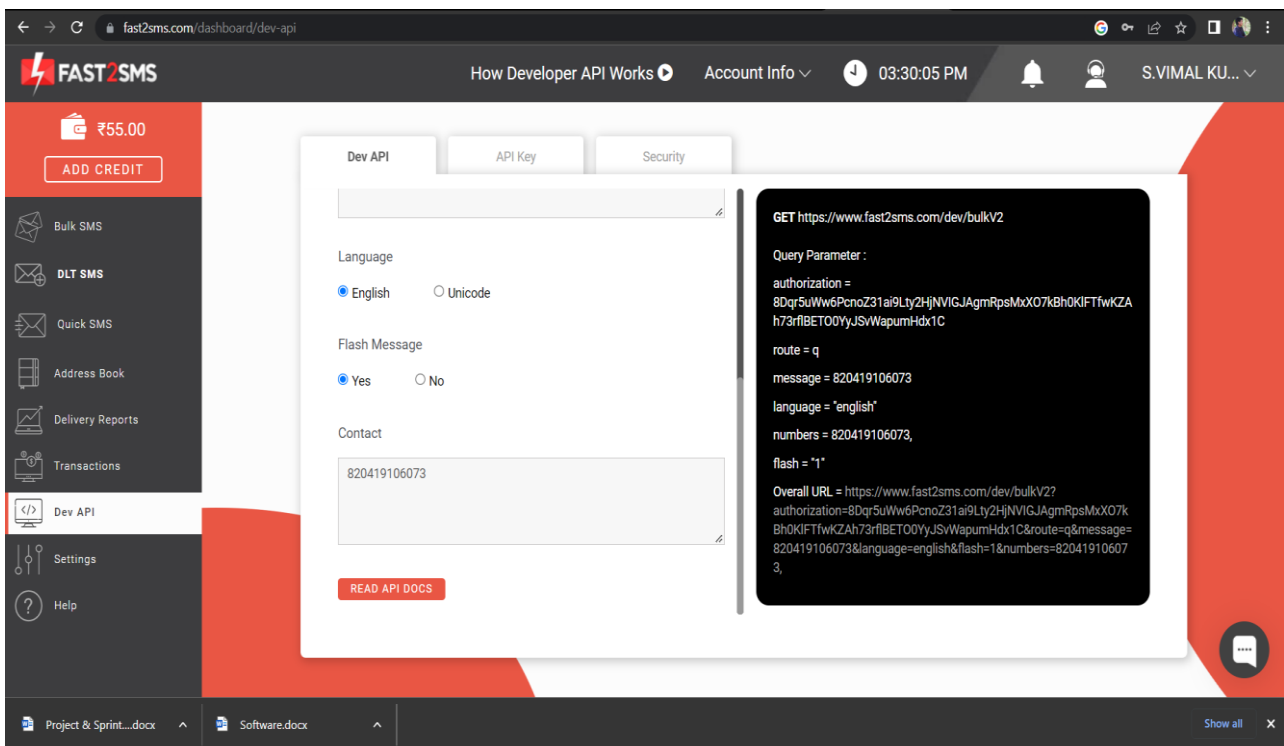 fast2sms.com/dashboard/dev-api
FAST2SMS
How Developer API Works
Account Info
03:30:05 PM
S.VIMAL KU...
₹55.00
ADD CREDIT
Bulk SMS
DLT SMS
Quick SMS
Address Book
Delivery Reports
Transactions
Dev API
Settings
Help
Dev API
API Key
Security
Language
English
Unicode
Flash Message
Yes
No
Contact
820419106073
READ API DOCS
GET https://www.fast2sms.com/dev/bulkV2
Query Parameter :
authorization =
8Dqr5uWw6PcnoZ31ai9Lty2HjNVIGJAgmRpsMxXO7kBh0KlFTfwKZA
h73rflBETO0YyJSvWapumHdx1C
route = q
message = 820419106073
language = "english"
numbers = 820419106073,
flash = "1"
Overall URL = https://www.fast2sms.com/dev/bulkV2?
authorization=8Dqr5uWw6PcnoZ31ai9Lty2HjNVIGJAgmRpsMxXO7k
Bh0KlFTfwKZAh73rflBETO0YyJSvWapumHdx1C&route=q&message=
820419106073&language=english&flash=1&numbers=82041910607
3,
Project & Sprint....docx
Software.docx
Show all